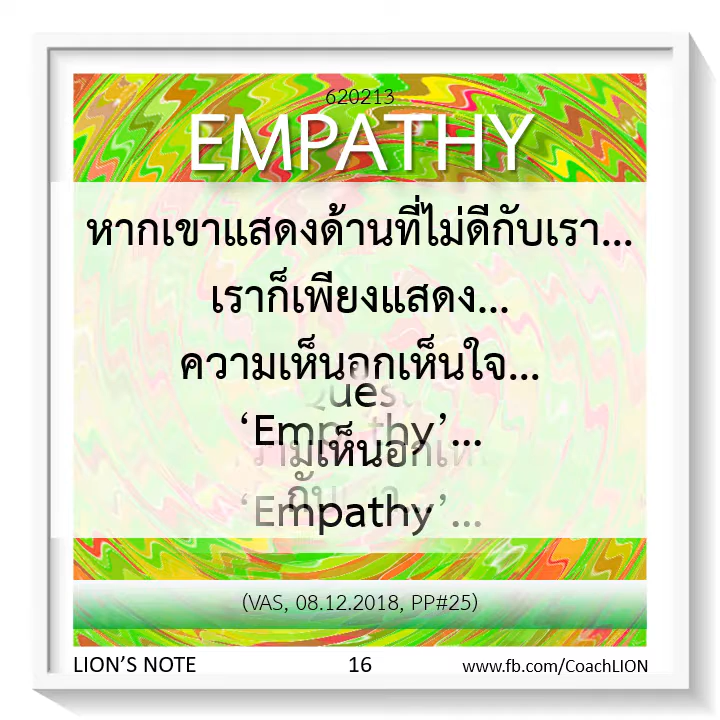 620213
EMPATHY
หากเขาแสดงด้านที่ไม่ดีกับเรา...
เราก็เพียงแสดง...
ความเห็นอกเห็นใจ...
‘Empathy’...
‘Empathy’...
(VAS, 08.12.2018, PP#25)
LION’S NOTE
16
www.fb.com/CoachLION